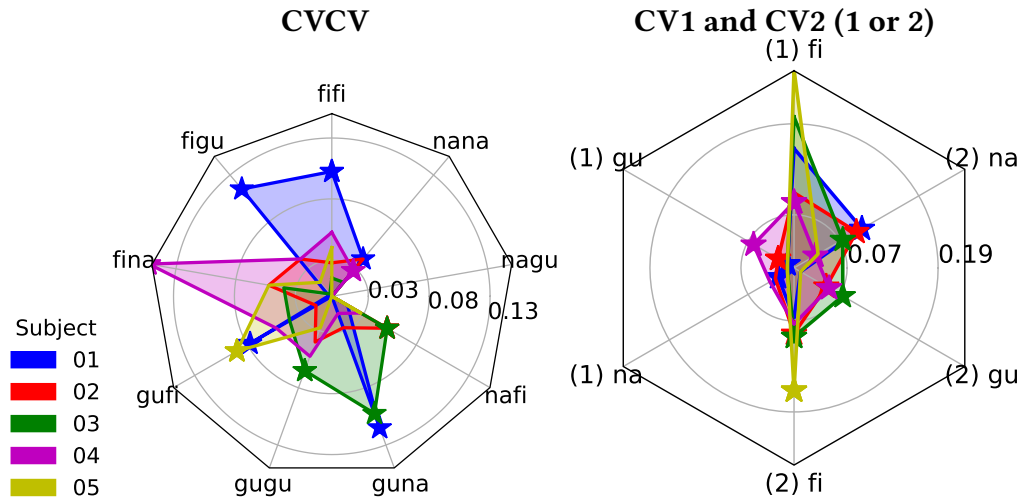 CVCV
fifi
nana
nagu
nafi
guna
gugu
gufi
fina
figu
0.03
0.08
0.13
Subject
01
02
03
04
05
CV1 and CV2 (1 or 2)
(1) fi
(2) na
(2) gu
(2) fi
(1) na
(1) gu
0.07
0.19